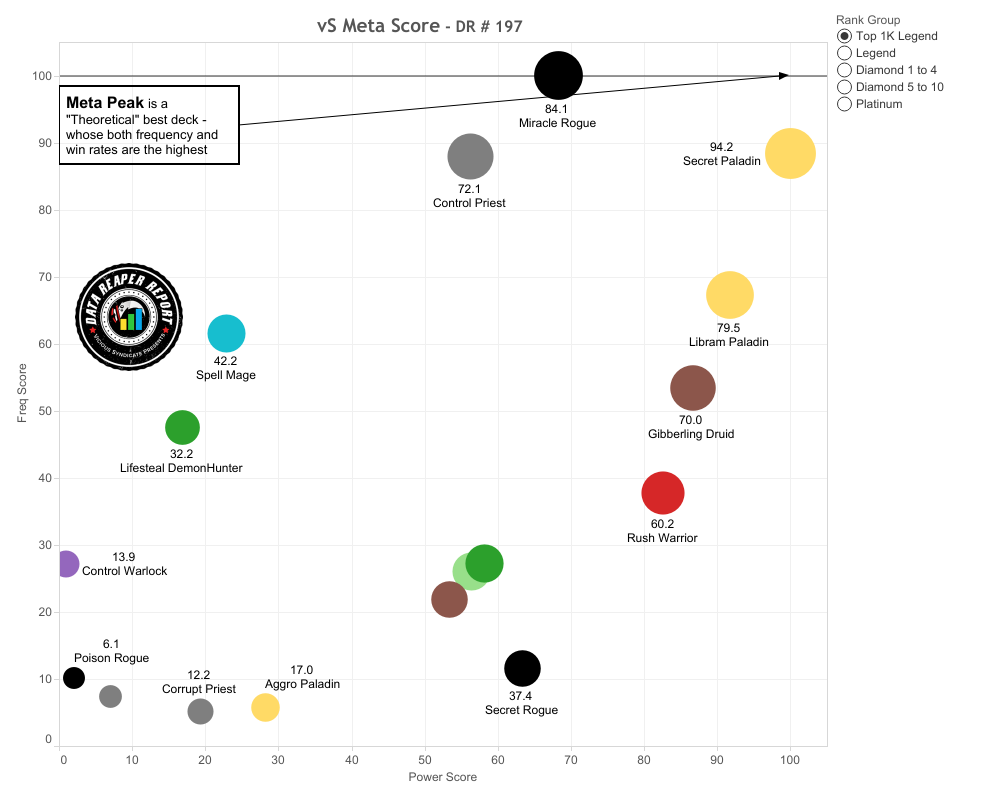 vS Meta Score - DR # 197
Rank Group
Top 1K Legend
Legend
Diamond 1 to 4
Diamond 5 to 10
Platinum
100
90
80
70
60
50
40
30
20
10
0
Freq Score
Meta Peak is a
"Theoretical" best deck -
whose both frequency and
win rates are the highest
84.1
Miracle Rogue
94.2
Secret Paladin
72.1
Control Priest
DATA REAPER REPORT
VICIOUS SYNDICATE PRESENTS
79.5
Libram Paladin
42.2
Spell Mage
70.0
Gibberling Druid
32.2
Lifesteal DemonHunter
60.2
Rush Warrior
13.9
Control Warlock
6.1
Poison Rogue
12.2
Corrupt Priest
17.0
Aggro Paladin
37.4
Secret Rogue
0
10
20
30
40
50
60
70
80
90
100
Power Score